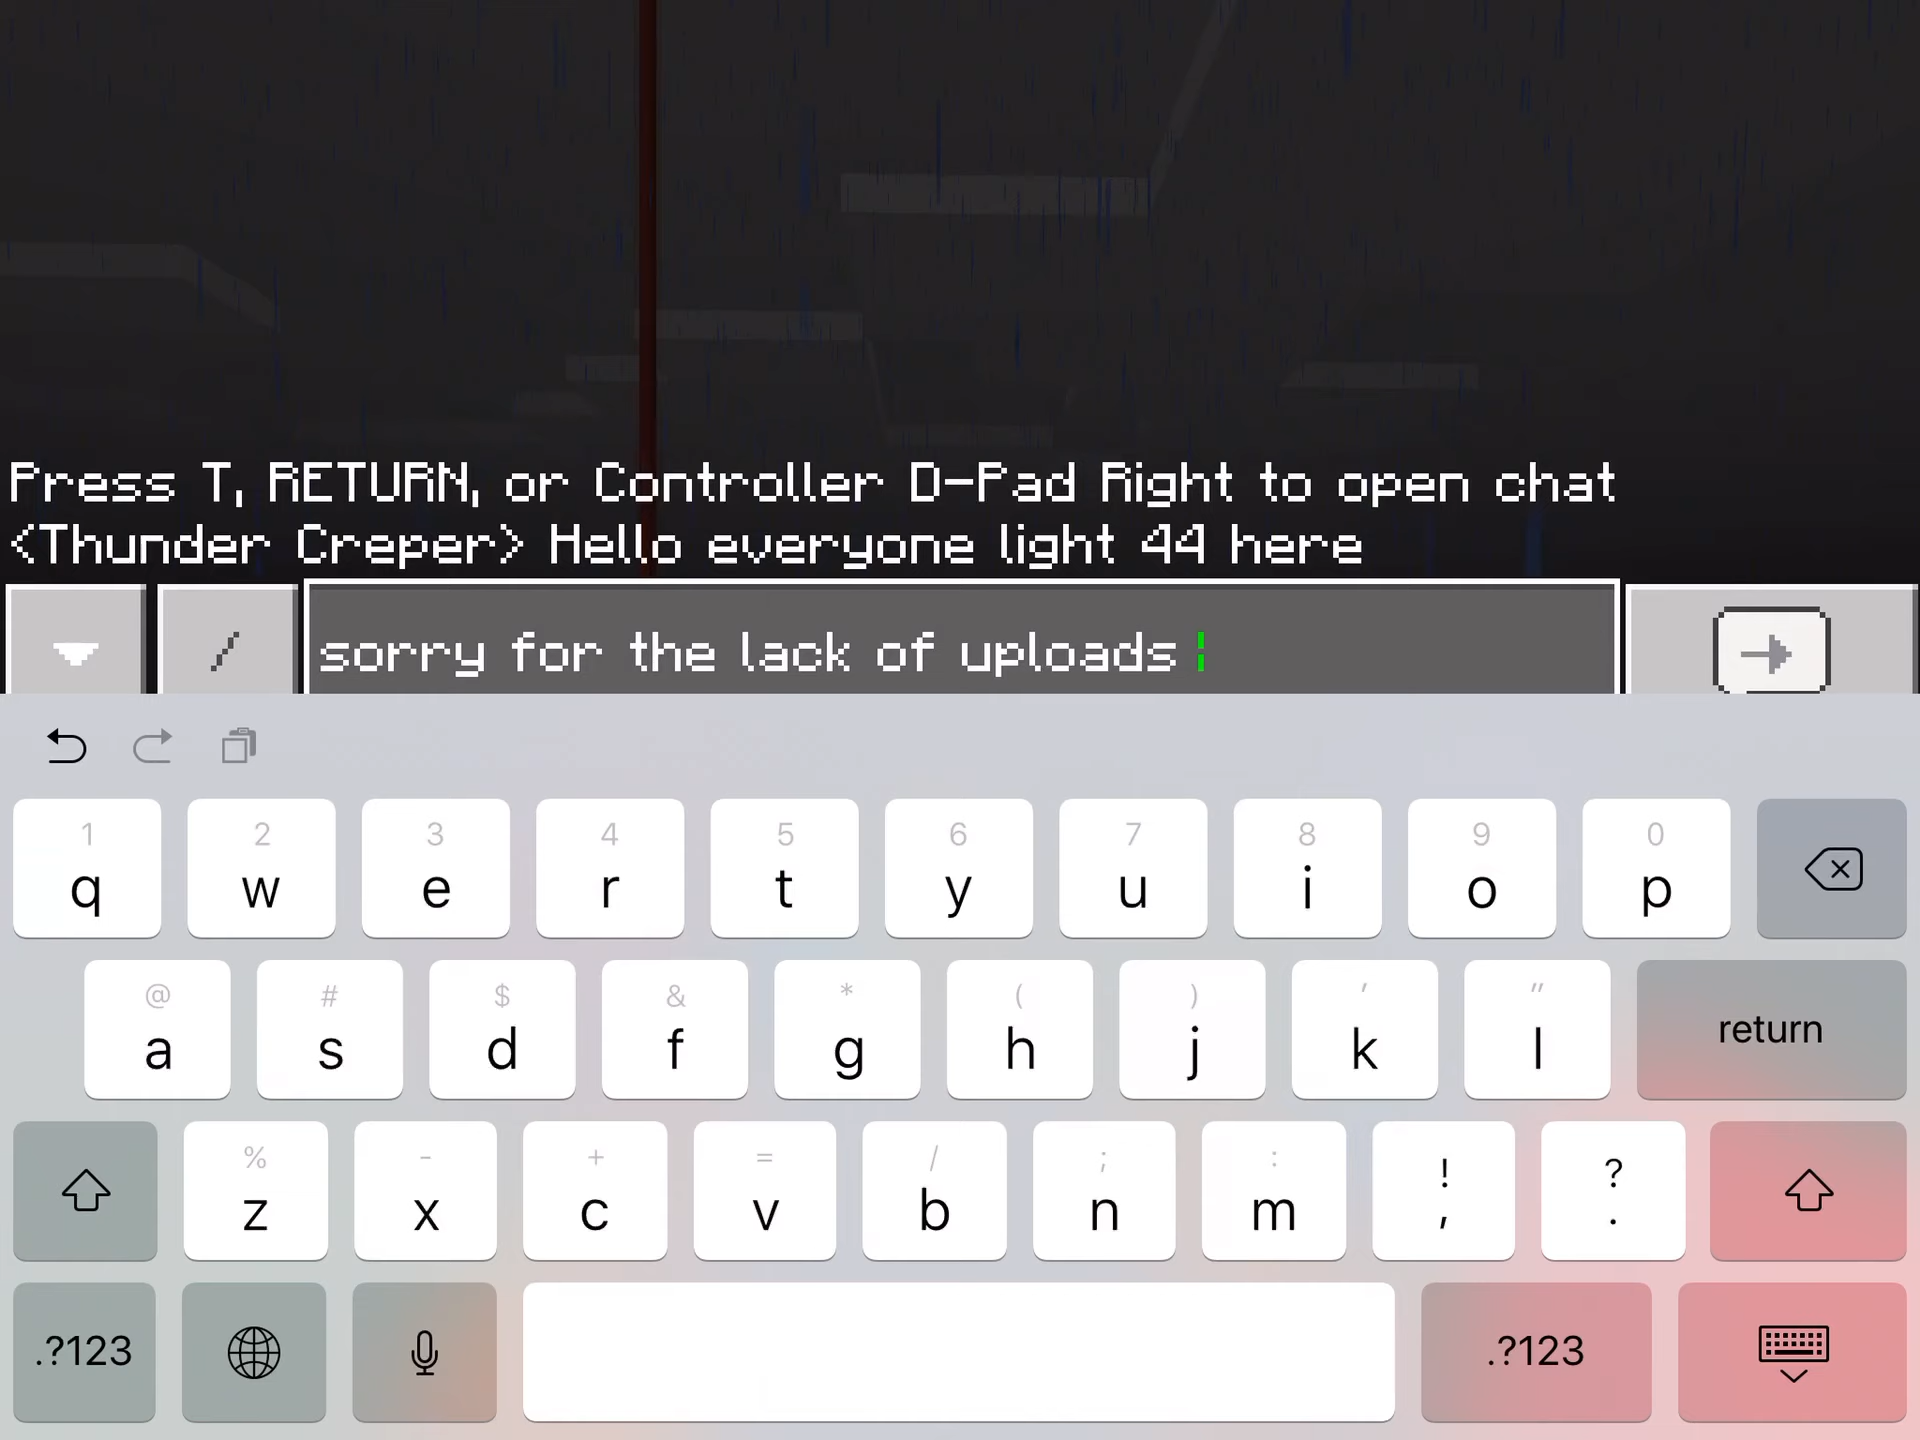 Press T, RETURN, or Controller D-Pad Right to open chat
<Thunder Creper> Hello everyone light 44 here
/
sorry for the lack of uploads
1 2 3 4 5 6 7 8 9 0
q w e r t y u i o p
@ # $ & * ( ) ' "
a s d f g h j k l return
% - + = / ; : ! ?
z x c v b n m , .
.?123 .?123